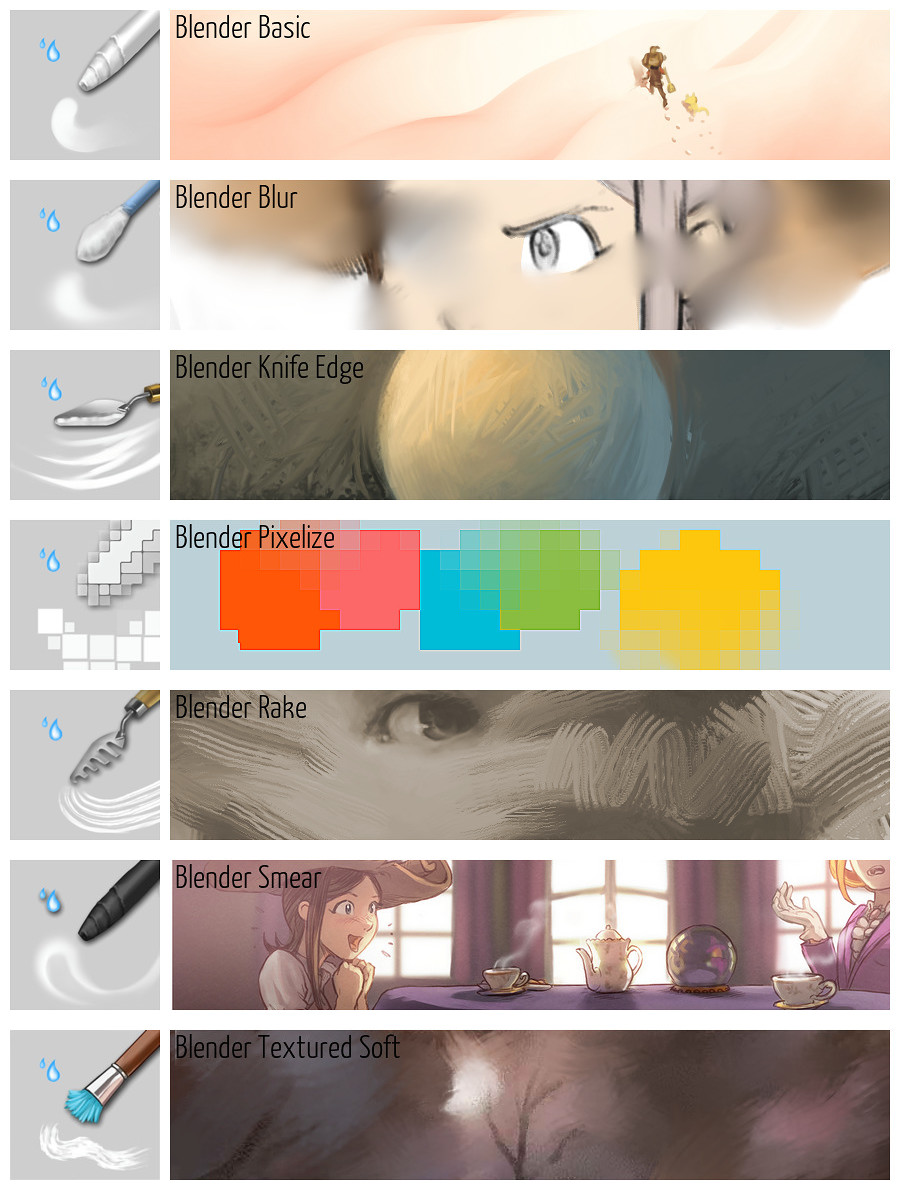 Blender Basic
Blender Blur
Blender Knife Edge
Blender Pixelize
Blender Rake
Blender Smear
Blender Textured Soft